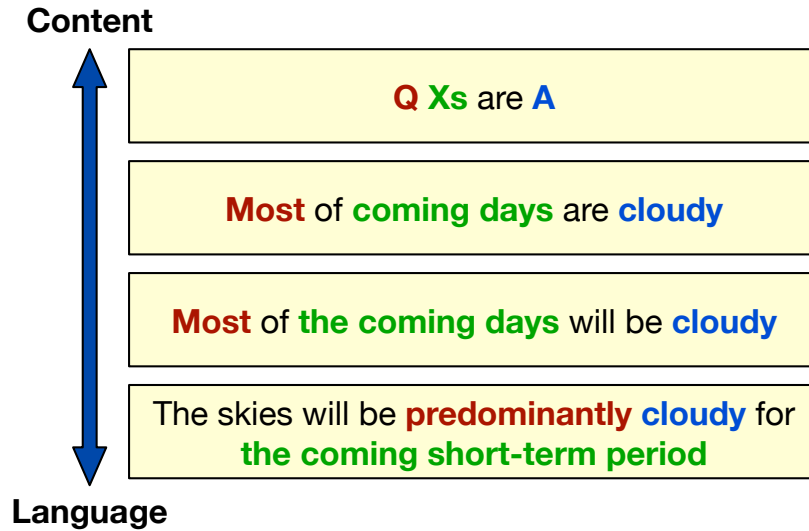 Content
Q Xs are A
Most of coming days are cloudy
Most of the coming days will be cloudy
The skies will be predominantly cloudy for
the coming short-term period
Language